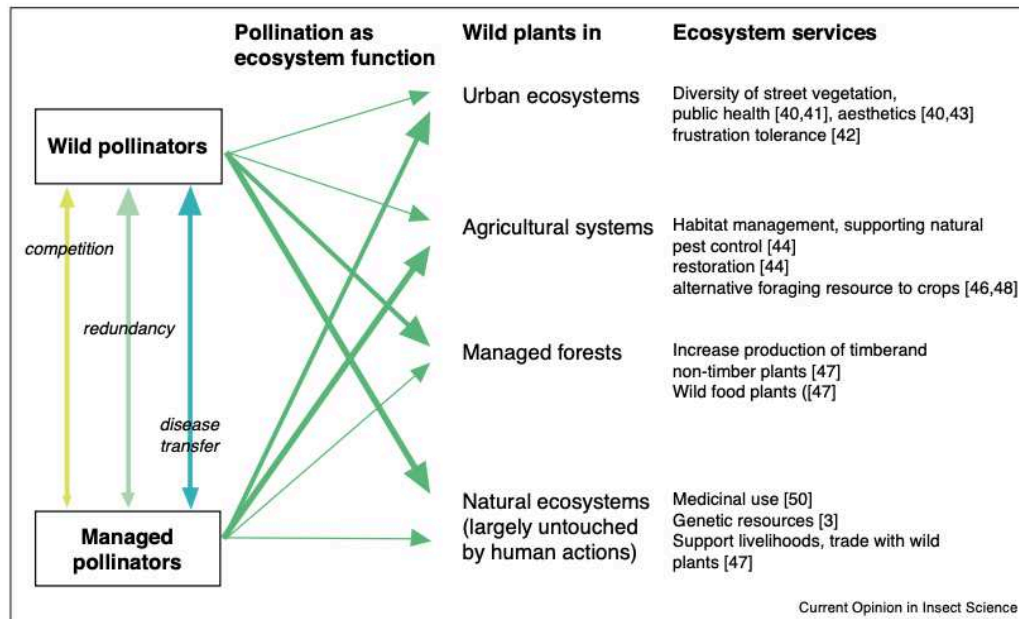 Pollination as
ecosystem function
Wild plants in
Ecosystem services
Wild pollinators
competition
redundancy
disease
transfer
Managed
pollinators
Urban ecosystems
Diversity of street vegetation,
public health [40,41], aesthetics [40,43]
frustration tolerance [42]
Agricultural systems
Habitat management, supporting natural
pest control [44]
restoration [44]
alternative foraging resource to crops [46,48]
Managed forests
Increase production of timberand
non-timber plants [47]
Wild food plants ([47]
Natural ecosystems
(largely untouched
by human actions)
Medicinal use [50]
Genetic resources [3]
Support livelihoods, trade with wild
plants [47]
Current Opinion in Insect Science